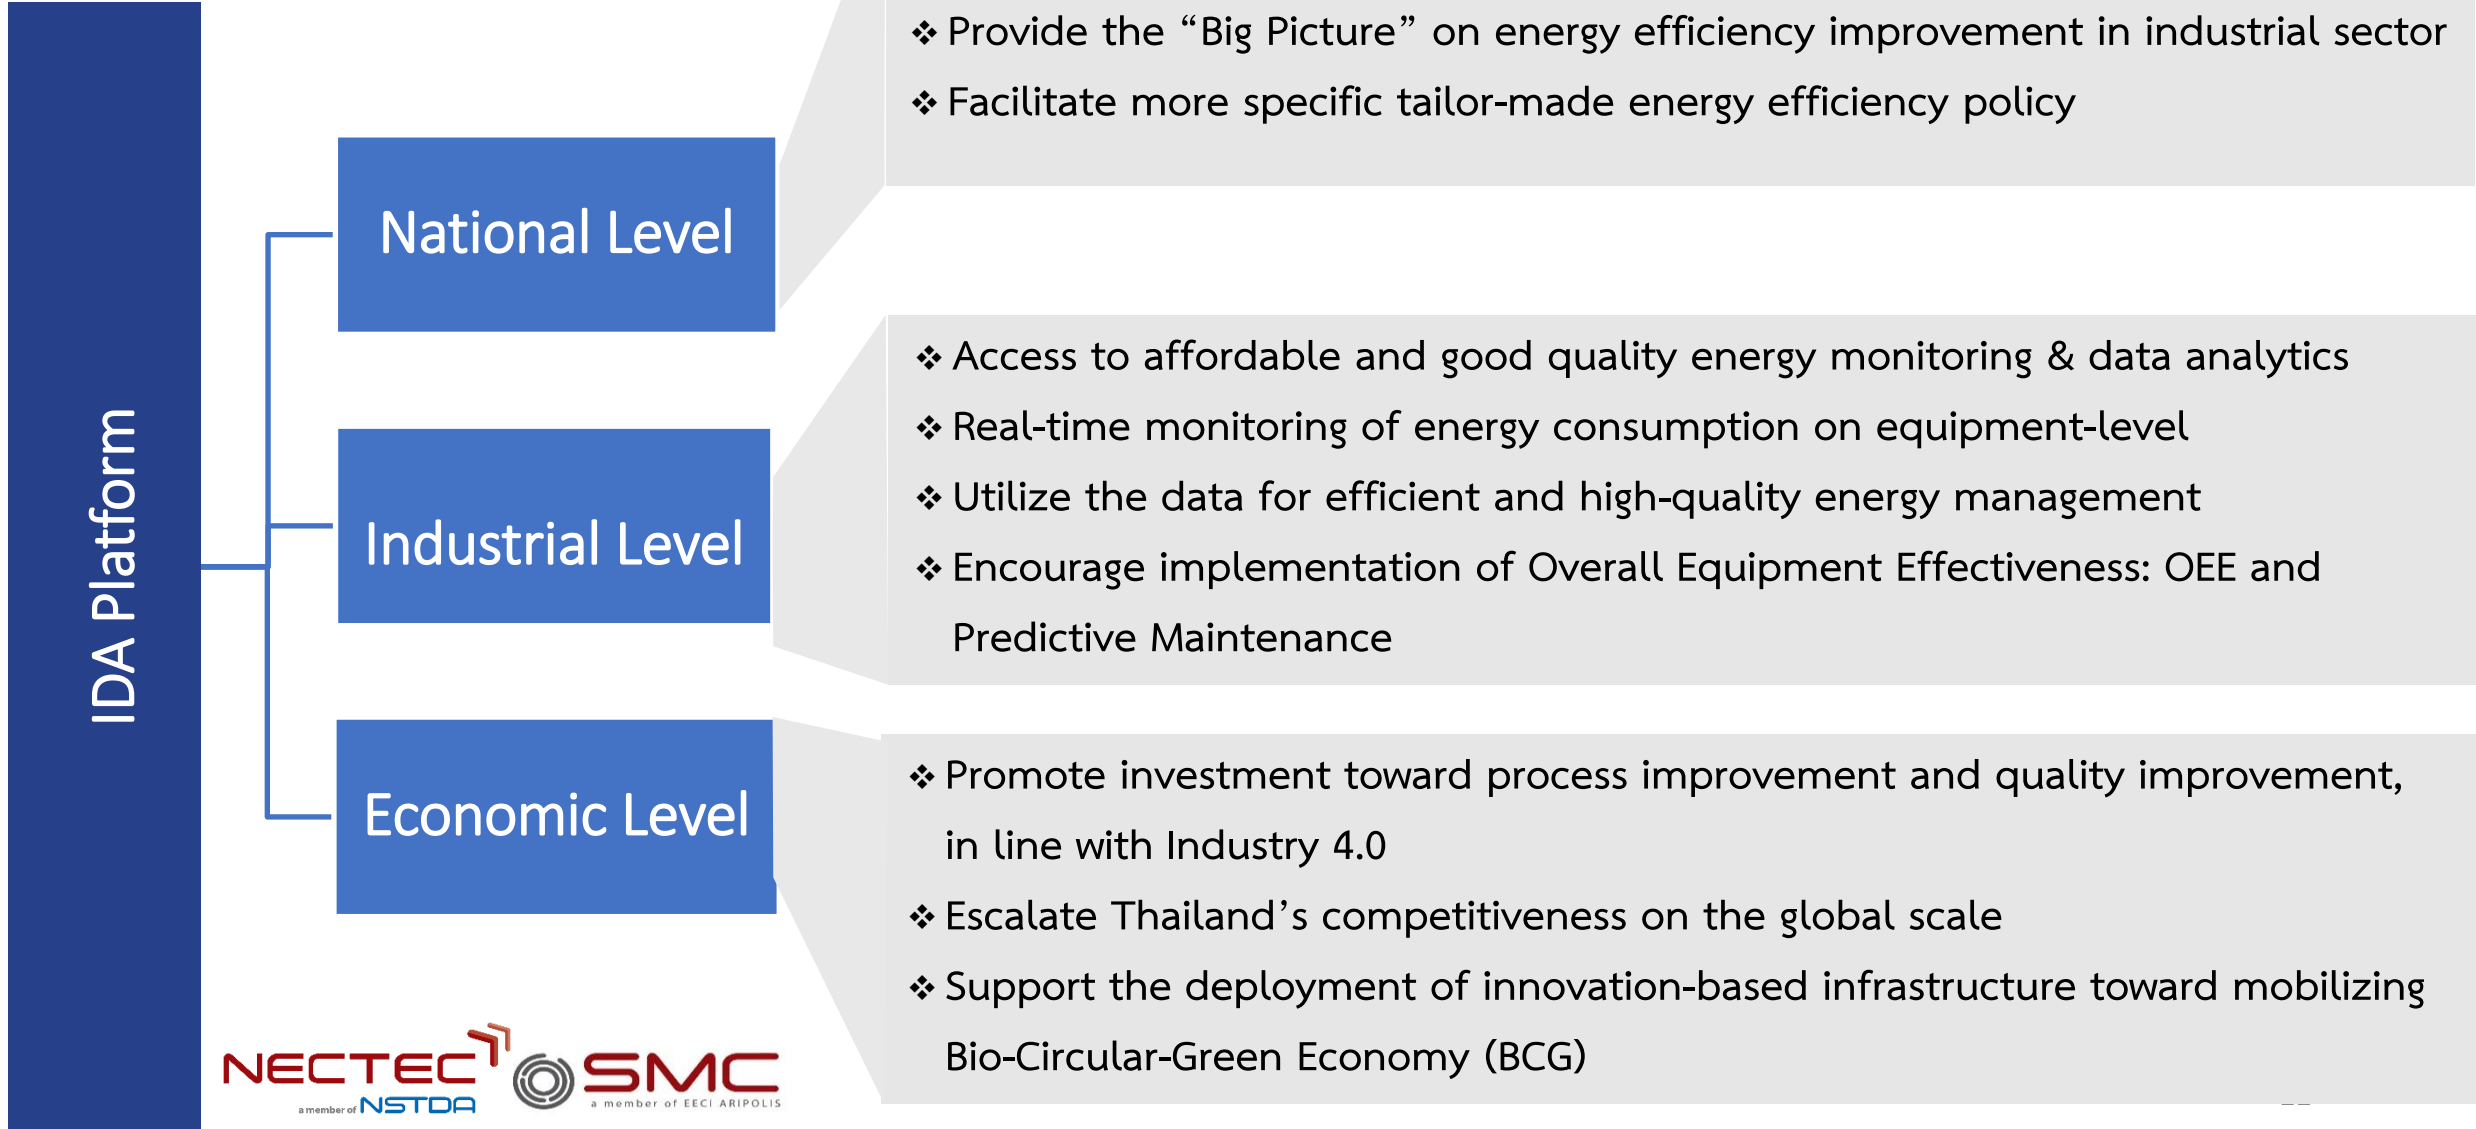 IDA Platform
National Level
❖ Provide the “Big Picture” on energy efficiency improvement in industrial sector
❖ Facilitate more specific tailor-made energy efficiency policy
Industrial Level
❖ Access to affordable and good quality energy monitoring & data analytics
❖ Real-time monitoring of energy consumption on equipment-level
❖ Utilize the data for efficient and high-quality energy management
❖ Encourage implementation of Overall Equipment Effectiveness: OEE and
Predictive Maintenance
Economic Level
❖ Promote investment toward process improvement and quality improvement,
in line with Industry 4.0
❖ Escalate Thailand’s competitiveness on the global scale
❖ Support the deployment of innovation-based infrastructure toward mobilizing
Bio-Circular-Green Economy (BCG)
NECTEC
a member of NSTDA
SMC
a member of EECi ARIPOLIS